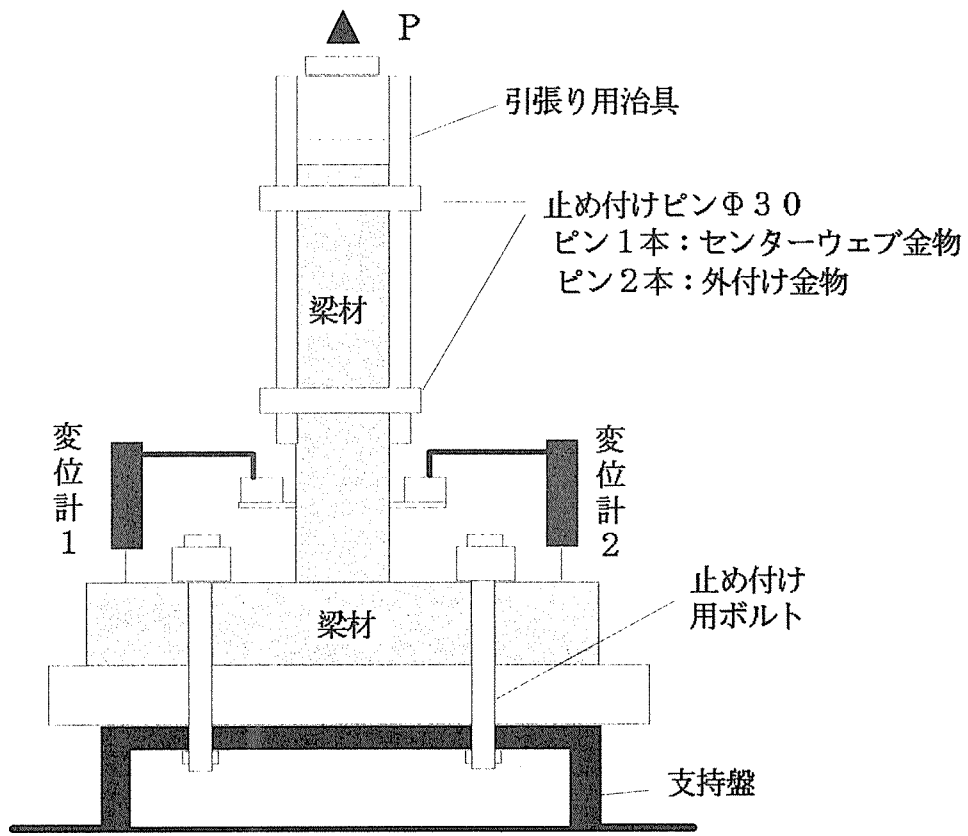 P
引張り用治具
止め付けピンΦ30
ピン1本：センターウェブ金物
ピン2本：外付け金物
梁材
変位計1
変位計2
止め付け
用ボルト
梁材
支持盤